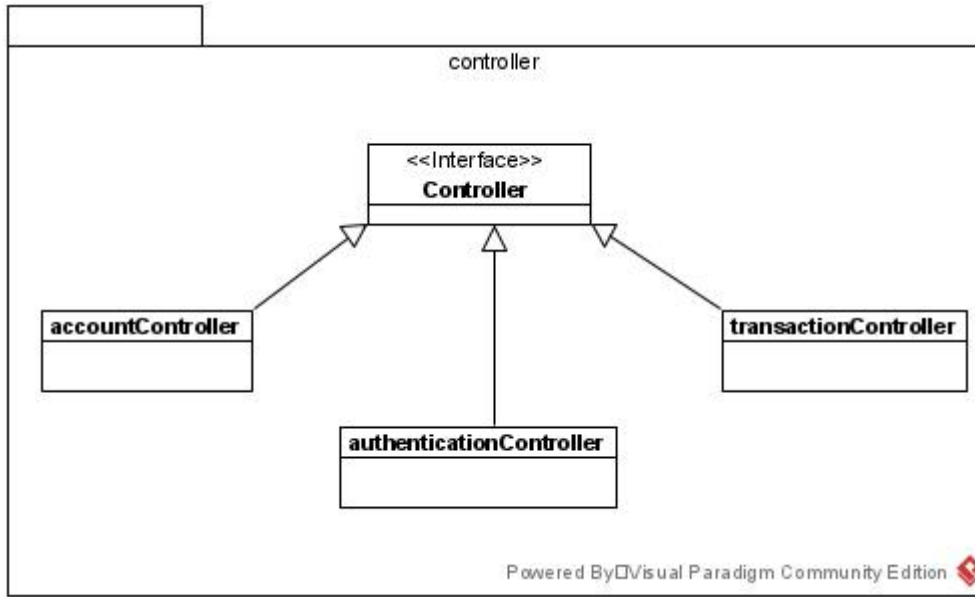 controller
<<Interface>>
Controller
accountController
transactionController
authenticationController
Powered By□Visual Paradigm Community Edition